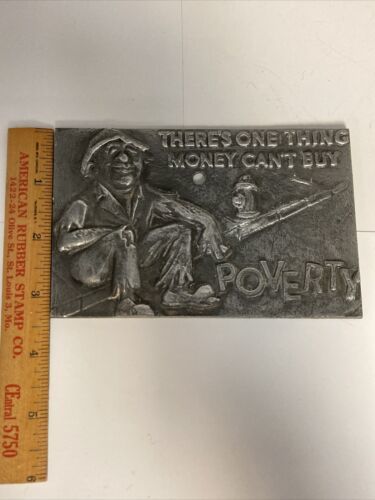 THERE'S ONE THING
MONEY CAN'T BUY
POVERTY
AMERICAN RUBBER STAMP CO.
1422-24 Olive St., St. Louis 3, Mo.
CEntral 5750
1
2
3
4
5
6